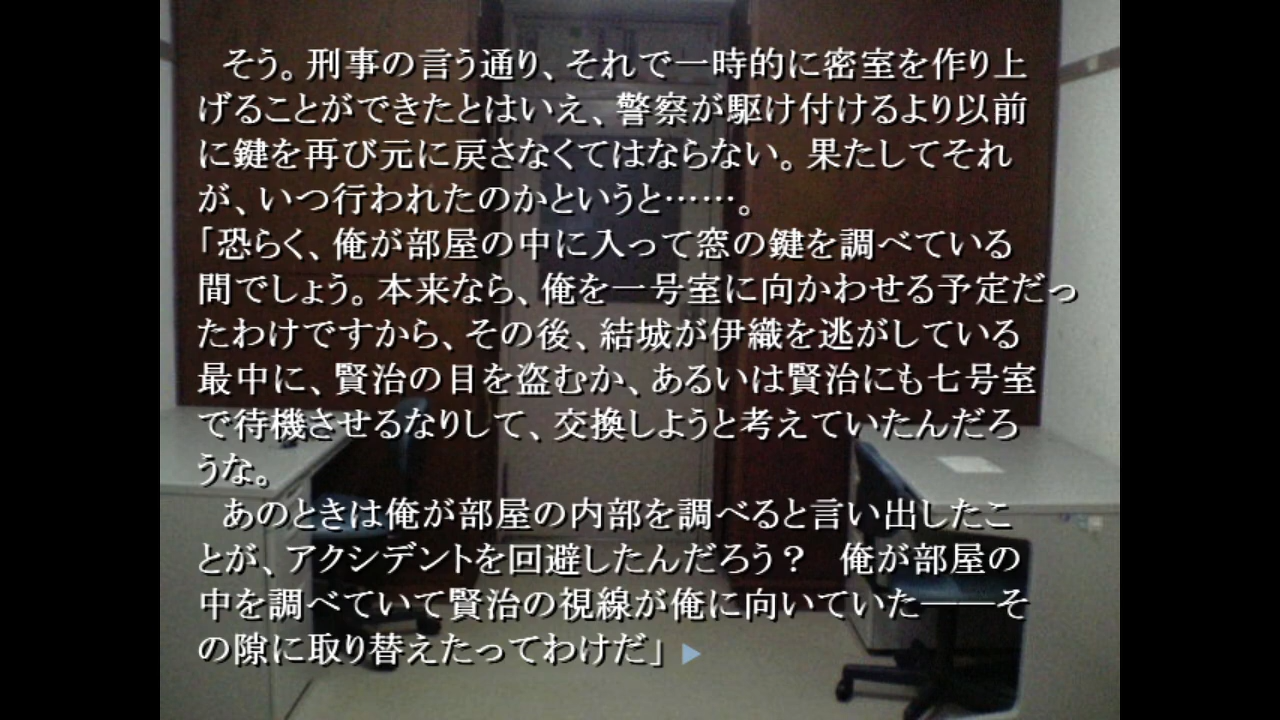 そう。刑事の言う通り、それで一時的に密室を作り上
げることができたとはいえ、警察が駆け付けるより以前
に鍵を再び元に戻さなくてはならない。果たしてそれ
が、いつ行われたのかというと……。
「恐らく、俺が部屋の中に入って窓の鍵を調べている
間でしょう。本来なら、俺を一号室に向かわせる予定だっ
たわけですから、その後、結城が伊織を逃がしている
最中に、賢治の目を盗むか、あるいは賢治にも七号室
で待機させるなりして、交換しようと考えていたんだろ
うな。
あのときは俺が部屋の内部を調べると言い出したこ
とが、アクシデントを回避したんだろう？　俺が部屋の
中を調べていて賢治の視線が俺に向いていた――そ
の隙に取り替えたってわけだ」